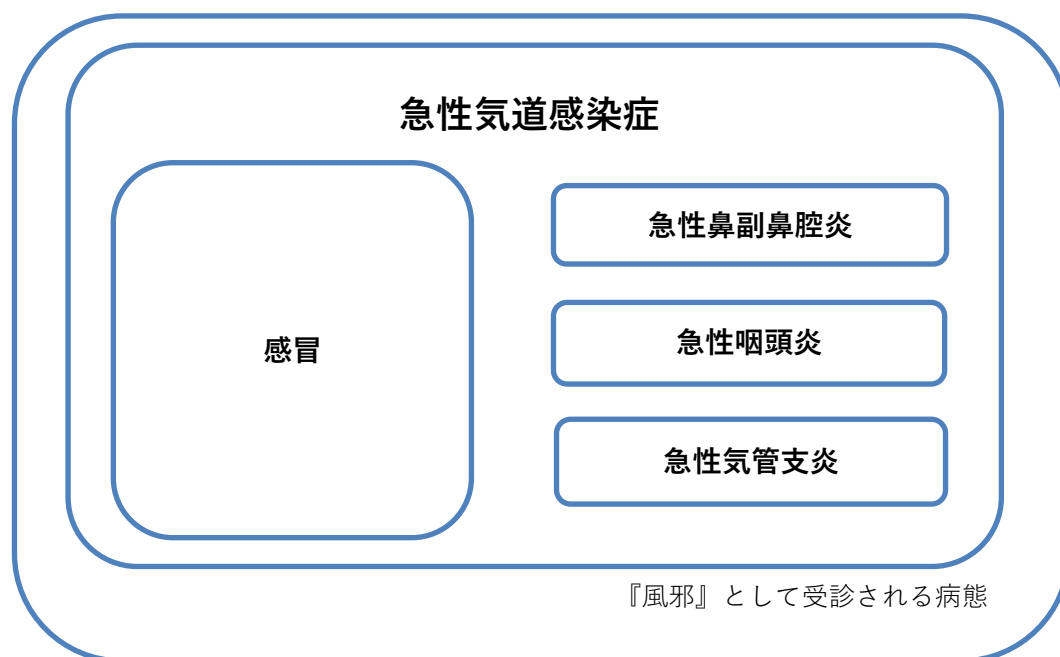 急性気道感染症
急性鼻副鼻腔炎
感冒
急性咽頭炎
急性気管支炎
『風邪』として受診される病態